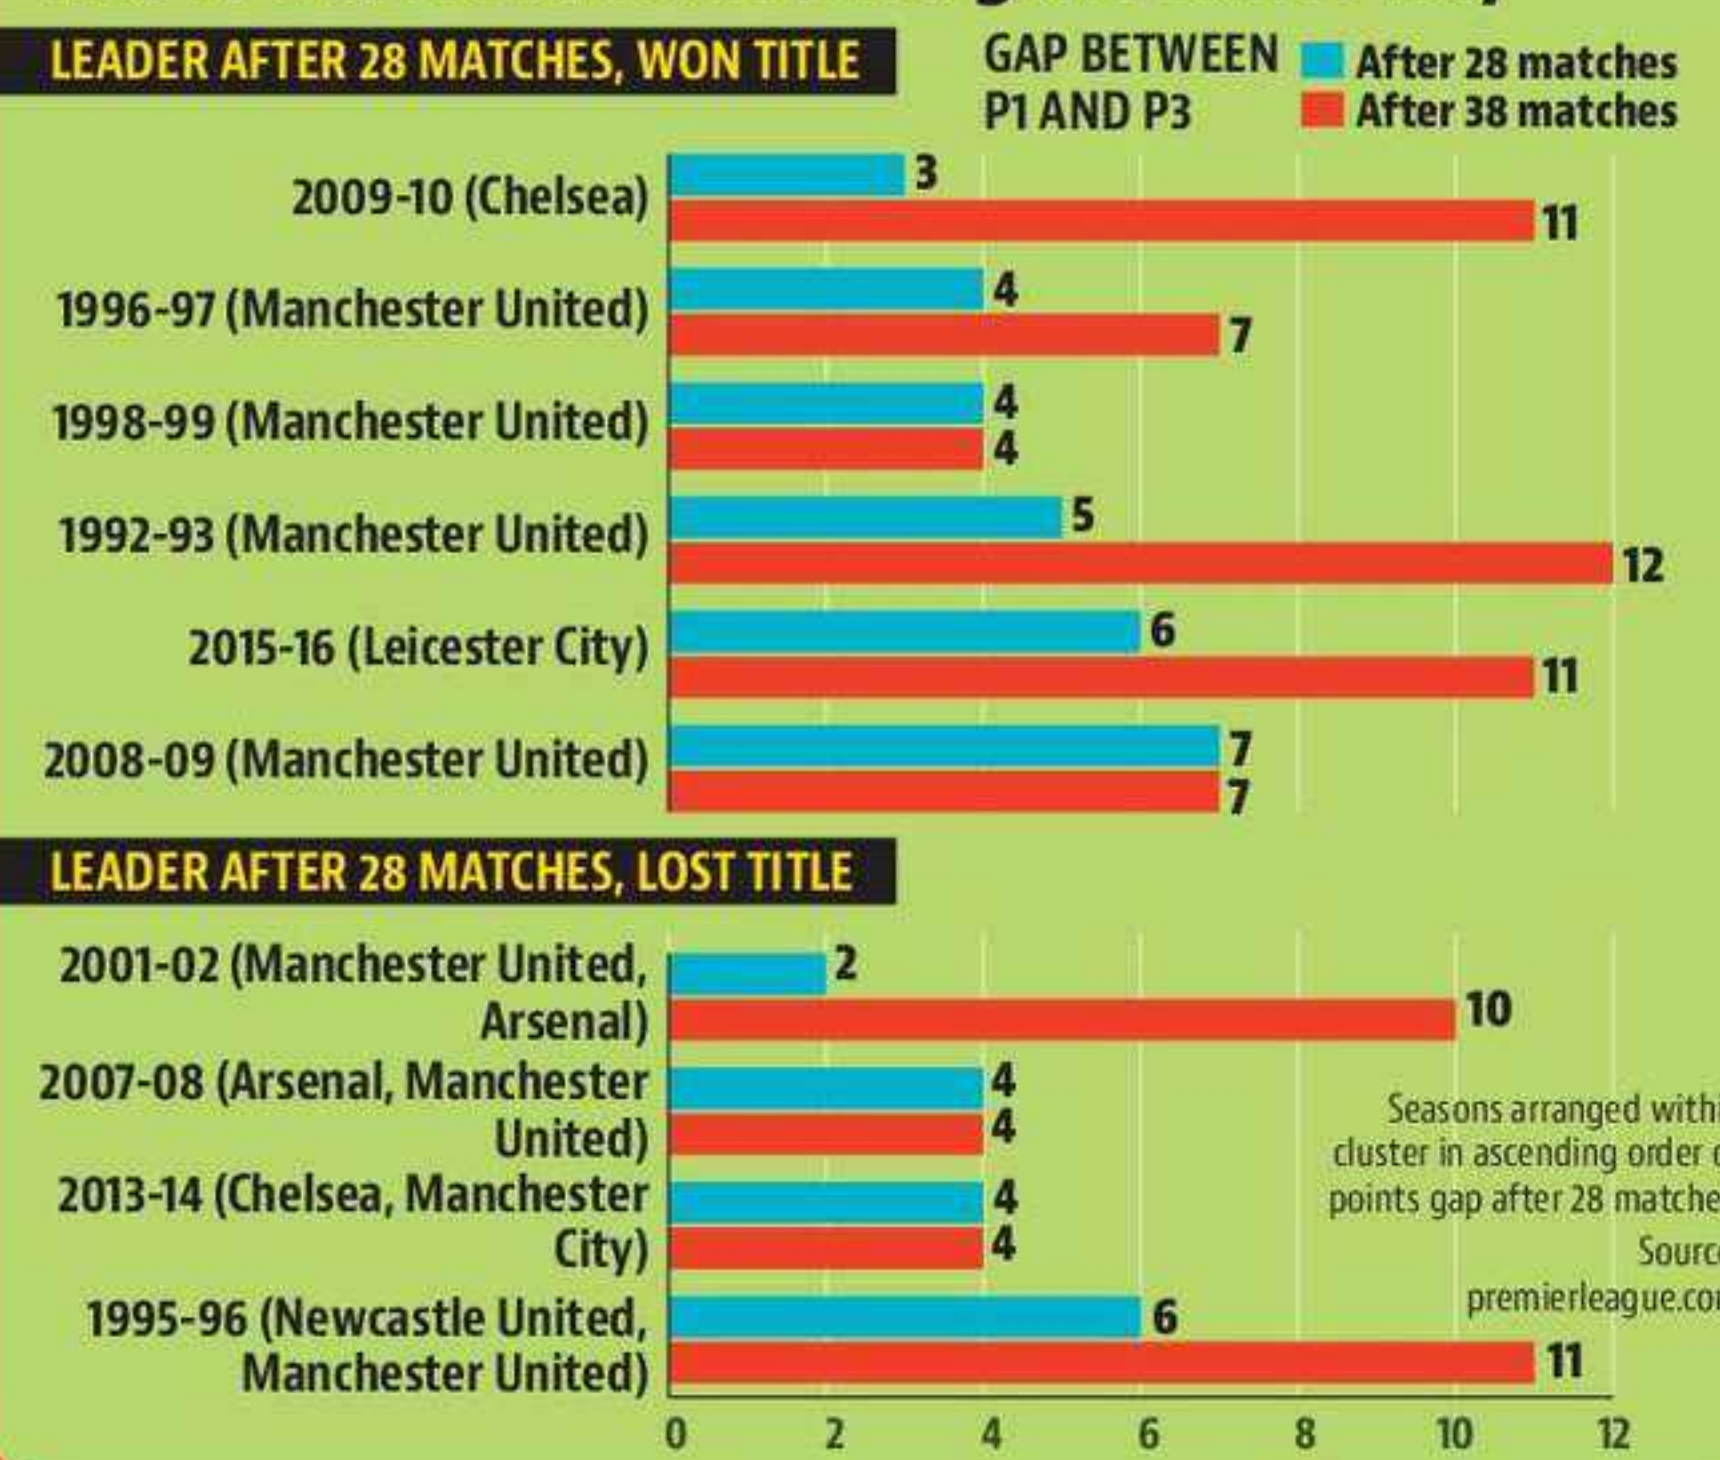 LEADER AFTER 28 MATCHES, WON TITLE
GAP BETWEEN
P1 AND P3
After 28 matches
After 38 matches
2009-10 (Chelsea)
3
11
1996-97 (Manchester United)
4
7
1998-99 (Manchester United)
4
4
1992-93 (Manchester United)
5
12
2015-16 (Leicester City)
6
11
2008-09 (Manchester United)
7
7
LEADER AFTER 28 MATCHES, LOST TITLE
2001-02 (Manchester United,
Arsenal)
2
10
2007-08 (Arsenal, Manchester
United)
4
4
2013-14 (Chelsea, Manchester
City)
4
4
1995-96 (Newcastle United,
Manchester United)
6
11
0 2 4 6 8 10 12
Seasons arranged
cluster in ascending order
points gap after 28